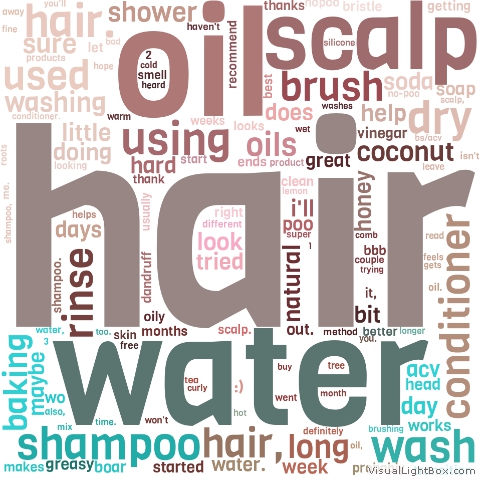 away
you'll
hair.
shower
thanks
nopoo
bristle
getting
fine
sure
let
bad
haven't
oil
scalp
products
used
hope
2
cold
smell
heard
recommend
silicone
brush
soda
no-poo
soap
best
washing
conditioner.
warm
weeks
looks
does
washes
help
dry
scalp,
little
doing
looking
using
hard
thank
start
oils
ends
product
wet
great
vinegar
bs/acv
coconut
leave
isn't
roots
hair
clean
lemon
honey
shampoo, me.
helps
days
usually
right
different
look
tried
i'll
poo
super
1
comb
bbb
couple
trying
read
feels
gets
oil.
conditioner
shampoo.
rinse
dandruff
natural
it,
bit
oily
months
scalp.
out.
method
better
longer
you.
water,
too.
skin
free
3
baking
maybe
water
wo
also,
tea
curly
:)
hot
buy
went
tree
month
acv
head
day
works
mix
time.
won't
shampoo
hair,
definitely
long
oil,
brushing
wash
makes
greasy
boar
started
water.
week
VisualLightBox.com